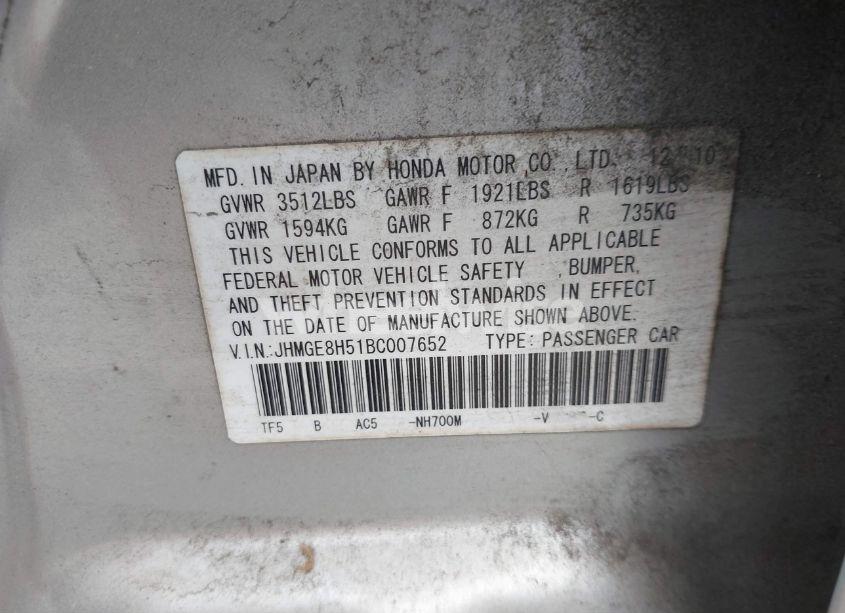 MFD. IN JAPAN BY HONDA MOTOR CO.,LTD. 12 10
GVWR 3512LBS GAWR F 1921LBS R 1619LBS
GVWR 1594KG GAWR F 872KG R 735KG
THIS VEHICLE CONFORMS TO ALL APPLICABLE
FEDERAL MOTOR VEHICLE SAFETY ,BUMPER,
AND THEFT PREVENTION STANDARDS IN EFFECT
ON THE DATE OF MANUFACTURE SHOWN ABOVE.
V.I.N.:JHMGE8H51BC007652 TYPE: PASSENGER CAR
TF5 B AC5 -NH700M -V -C